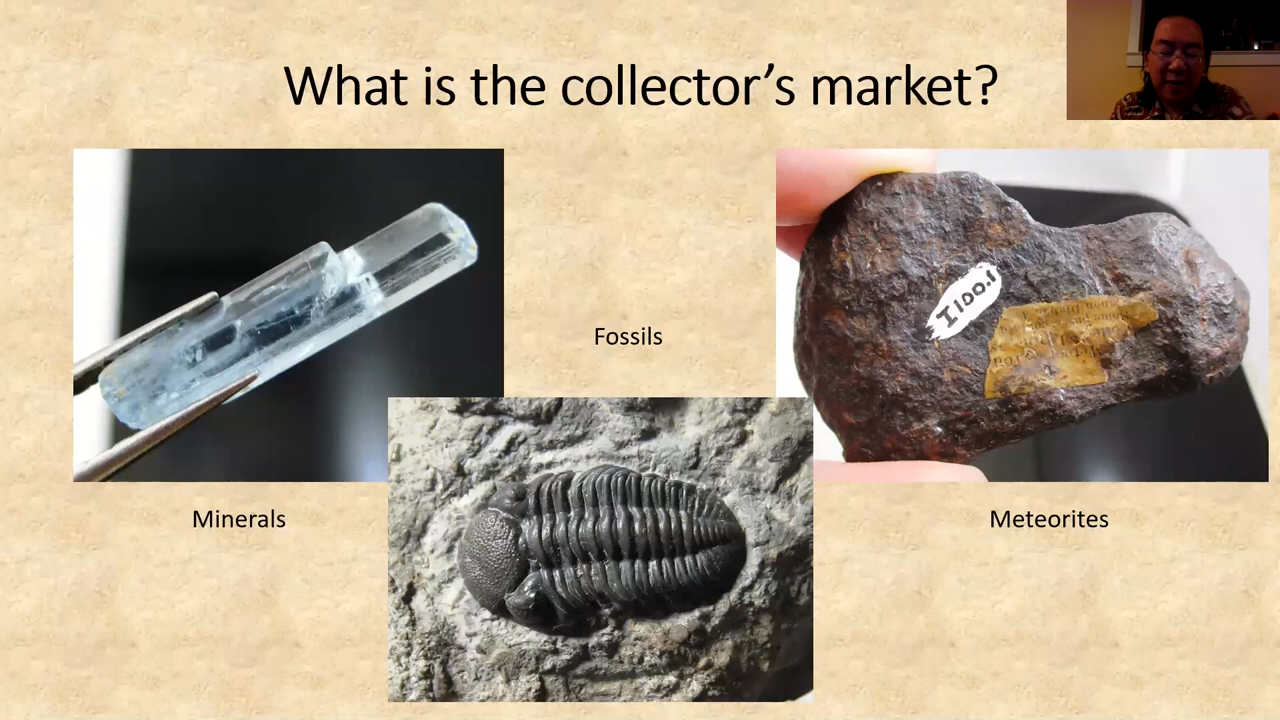 What is the collector's market?
Fossils
I100.1
Minerals
Meteorites